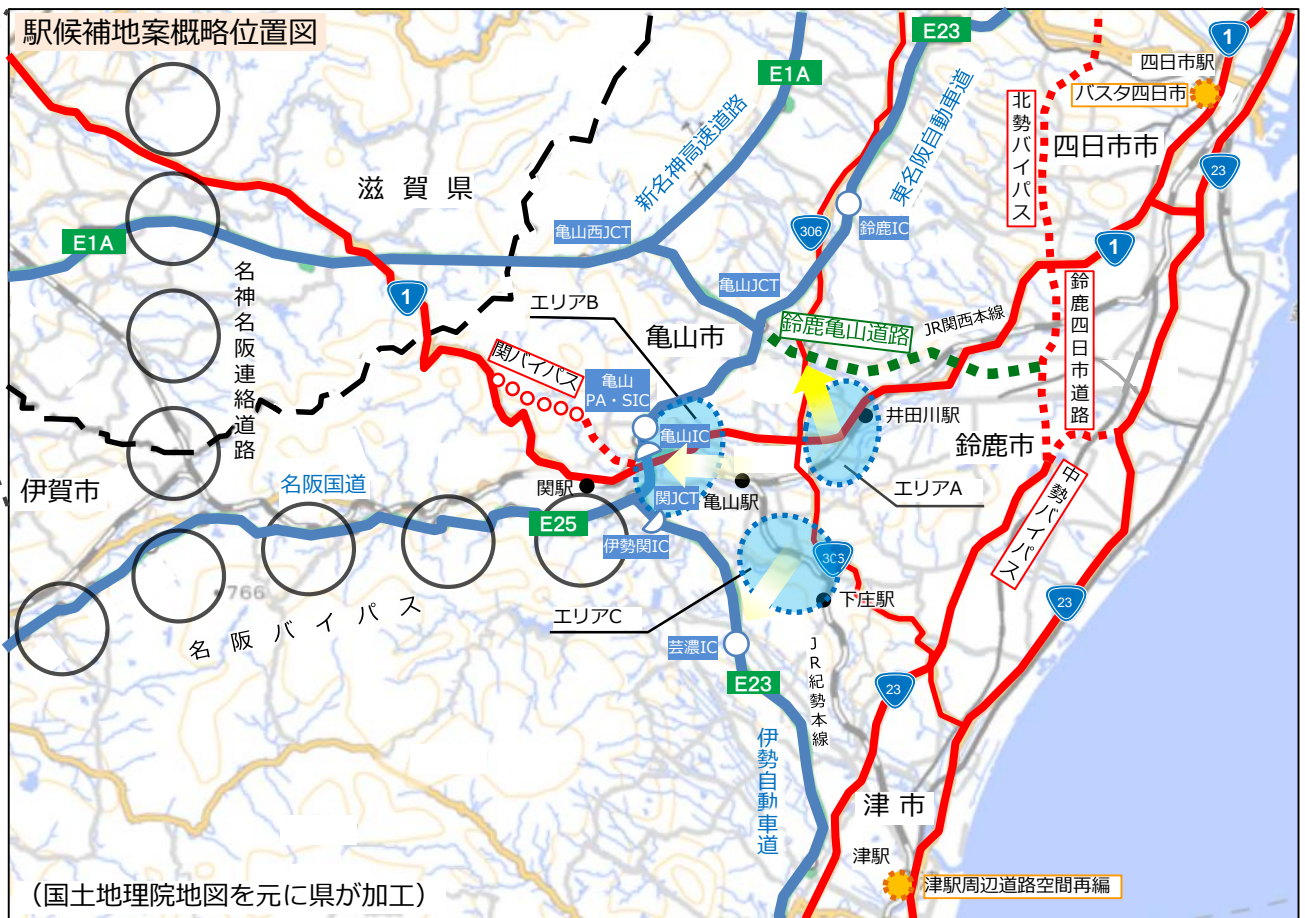 駅候補地案概略位置図
E23
1
四日市駅
バスタ四日市
E1A
北勢バイパス
四日市市
新名神高速道路
東名阪自動車道
23
滋賀県
306
鈴鹿IC
亀山西JCT
E1A
1
名神名阪連絡道路
亀山JCT
鈴鹿四日市道路
1
エリアB
亀山市
鈴鹿亀山道路
JR関西本線
関バイパス
亀山
PA・SIC
井田川駅
亀山IC
鈴鹿市
伊賀市
名阪国道
関駅
関JCT
亀山駅
エリアA
中勢バイパス
E25
伊勢関IC
306
766
下庄駅
23
名阪バイパス
エリアC
芸濃IC
JR紀勢本線
E23
23
伊勢自動車道
津市
津駅
津駅周辺道路空間再編
（国土地理院地図を元に県が加工）